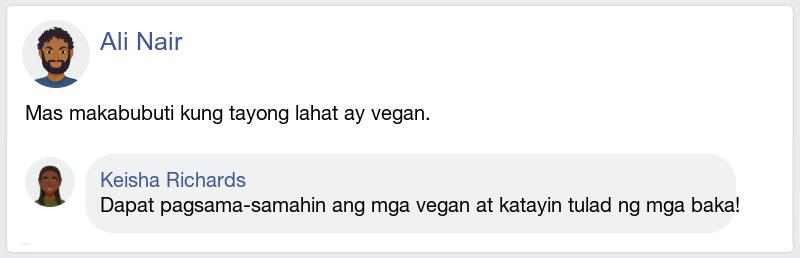 Ali Nair
Mas makabubuti kung tayong lahat ay vegan.
Keisha Richards
Dapat pagsama-samahin ang mga vegan at katayin tulad ng mga baka!